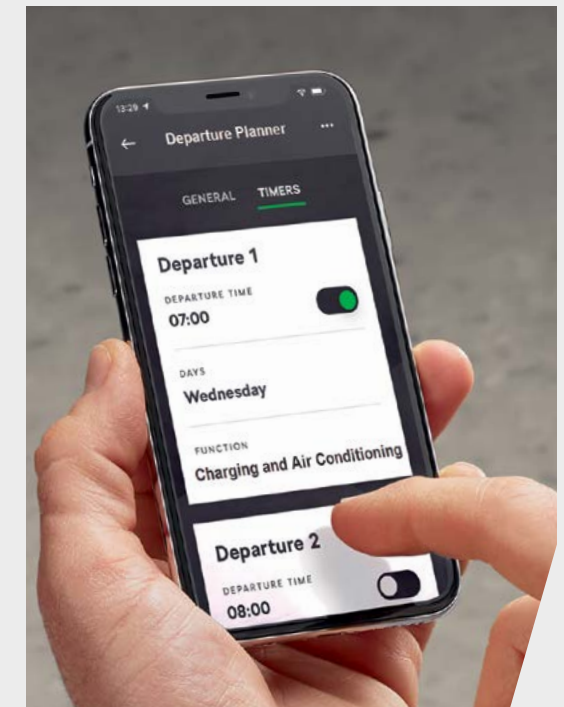 13:29
Departure Planner
GENERAL TIMERS
Departure 1
DEPARTURE TIME
07:00
DAYS
Wednesday
FUNCTION
Charging and Air Conditioning
Departure 2
DEPARTURE TIME
08:00